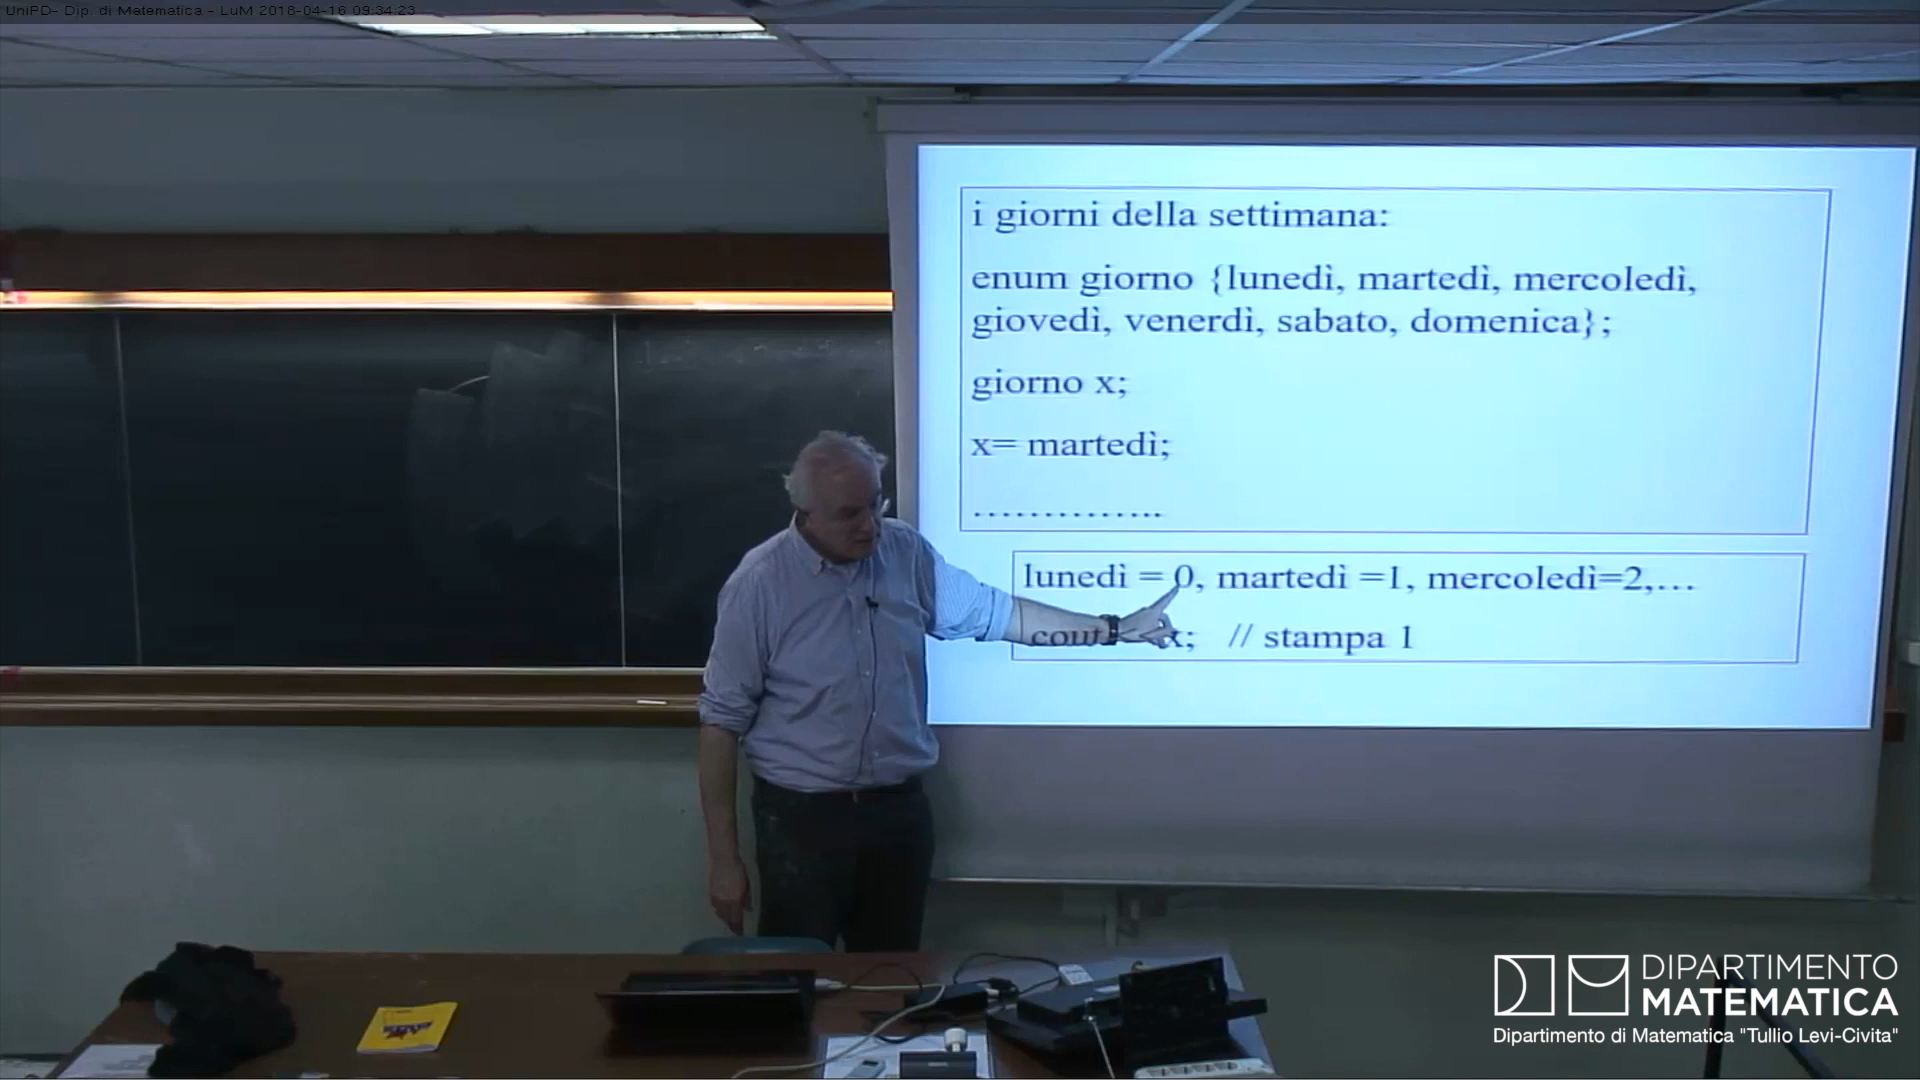 UniPD- Dip. di Matematica - LuM 2018-04-16 09:34:23
i giorni della settimana:
enum giorno {lunedì, martedì, mercoledì,
giovedì, venerdì, sabato, domenica};
giorno x;
x= martedì;
…………..
lunedì = 0, martedì =1, mercoledì=2,…
cout<<x; // stampa 1
DIPARTIMENTO
MATEMATICA
Dipartimento di Matematica "Tullio Levi-Civita"